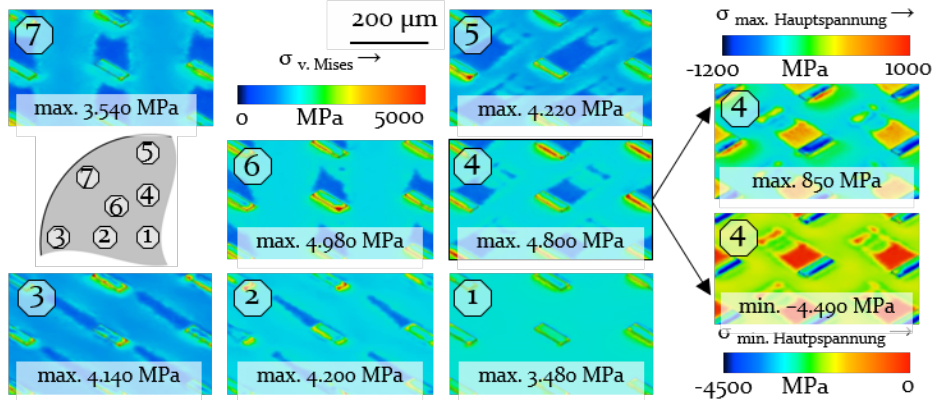 7
max. 3.540 MPa
200 µm
σ v. Mises
0 MPa 5000
5
max. 4.220 MPa
σ max. Hauptspannung
-1200 MPa 1000
4
max. 850 MPa
5
7
4
6
3
2
1
6
max. 4.980 MPa
4
max. 4.800 MPa
4
min. −4.490 MPa
3
max. 4.140 MPa
2
max. 4.200 MPa
1
max. 3.480 MPa
σ min. Hautpspannung
-4500 MPa 0